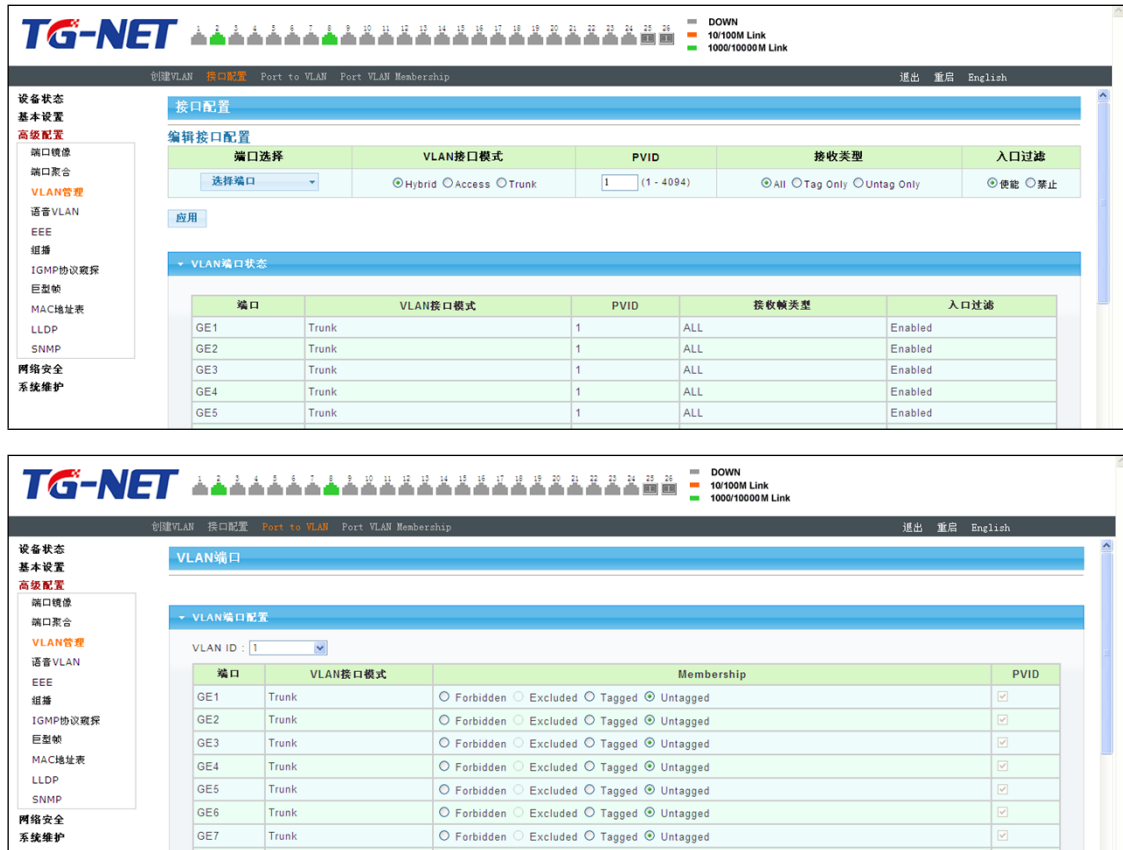 TG-NET
1 2 3 4 5 6 7 8 9 10 11 12 13 14 15 16 17 18 19 20 21 22 23 24 25 26
DOWN
10/100M Link
1000/10000M Link
创建VLAN 接口配置 Port to VLAN Port VLAN Membership 退出 重启 English
设备状态
基本设置
高级配置
端口镜像
端口聚合
VLAN管理
语音VLAN
EEE
组播
IGMP协议窥探
巨型帧
MAC地址表
LLDP
SNMP
网络安全
系统维护
接口配置
编辑接口配置
端口选择 VLAN接口模式 PVID 接收类型 入口过滤
选择端口 Hybrid Access Trunk 1 (1 - 4094) All Tag Only Untag Only 使能 禁止
应用
VLAN端口状态
端口 VLAN接口模式 PVID 接收帧类型 入口过滤
GE1 Trunk 1 ALL Enabled
GE2 Trunk 1 ALL Enabled
GE3 Trunk 1 ALL Enabled
GE4 Trunk 1 ALL Enabled
GE5 Trunk 1 ALL Enabled
TG-NET
1 2 3 4 5 6 7 8 9 10 11 12 13 14 15 16 17 18 19 20 21 22 23 24 25 26
DOWN
10/100M Link
1000/10000M Link
创建VLAN 接口配置 Port to VLAN Port VLAN Membership 退出 重启 English
设备状态
基本设置
高级配置
端口镜像
端口聚合
VLAN管理
语音VLAN
EEE
组播
IGMP协议窥探
巨型帧
MAC地址表
LLDP
SNMP
网络安全
系统维护
VLAN端口
VLAN端口配置
VLAN ID : 1
端口 VLAN接口模式 Membership PVID
GE1 Trunk Forbidden Excluded Tagged Untagged
GE2 Trunk Forbidden Excluded Tagged Untagged
GE3 Trunk Forbidden Excluded Tagged Untagged
GE4 Trunk Forbidden Excluded Tagged Untagged
GE5 Trunk Forbidden Excluded Tagged Untagged
GE6 Trunk Forbidden Excluded Tagged Untagged
GE7 Trunk Forbidden Excluded Tagged Untagged